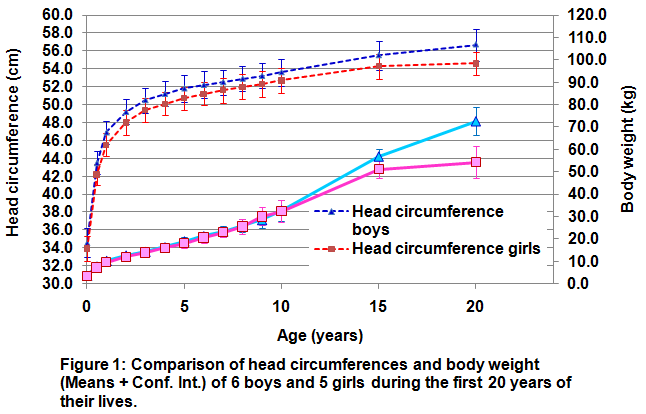 60.0
58.0
56.0
54.0
52.0
50.0
48.0
46.0
44.0
42.0
40.0
38.0
36.0
34.0
32.0
30.0
Head circumference (cm)
120.0
110.0
100.0
90.0
80.0
70.0
60.0
50.0
40.0
30.0
20.0
10.0
0.0
Body weight (kg)
Head circumference
boys
Head circumference girls
0 5 10 15 20
Age (years)
Figure 1: Comparison of head circumferences and body weight
(Means + Conf. Int.) of 6 boys and 5 girls during the first 20 years of
their lives.